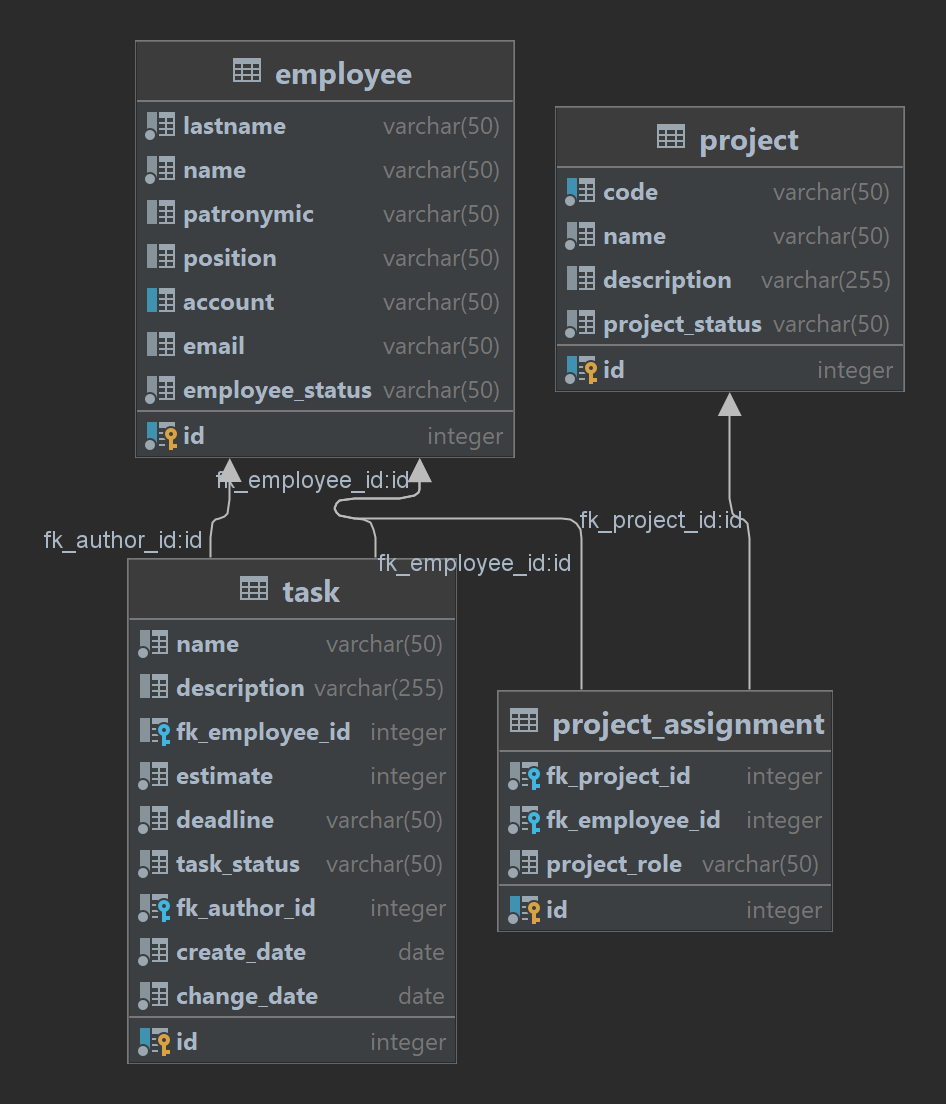 employee
lastname varchar(50)
name varchar(50)
patronymic varchar(50)
position varchar(50)
account varchar(50)
email varchar(50)
employee_status varchar(50)
id integer
project
code varchar(50)
name varchar(50)
description varchar(255)
project_status varchar(50)
id integer
fk_employee_id:id
fk_author_id:id
fk_employee_id:id
fk_project_id:id
task
name varchar(50)
description varchar(255)
fk_employee_id integer
estimate integer
deadline varchar(50)
task_status varchar(50)
fk_author_id integer
create_date date
change_date date
id integer
project_assignment
fk_project_id integer
fk_employee_id integer
project_role varchar(50)
id integer